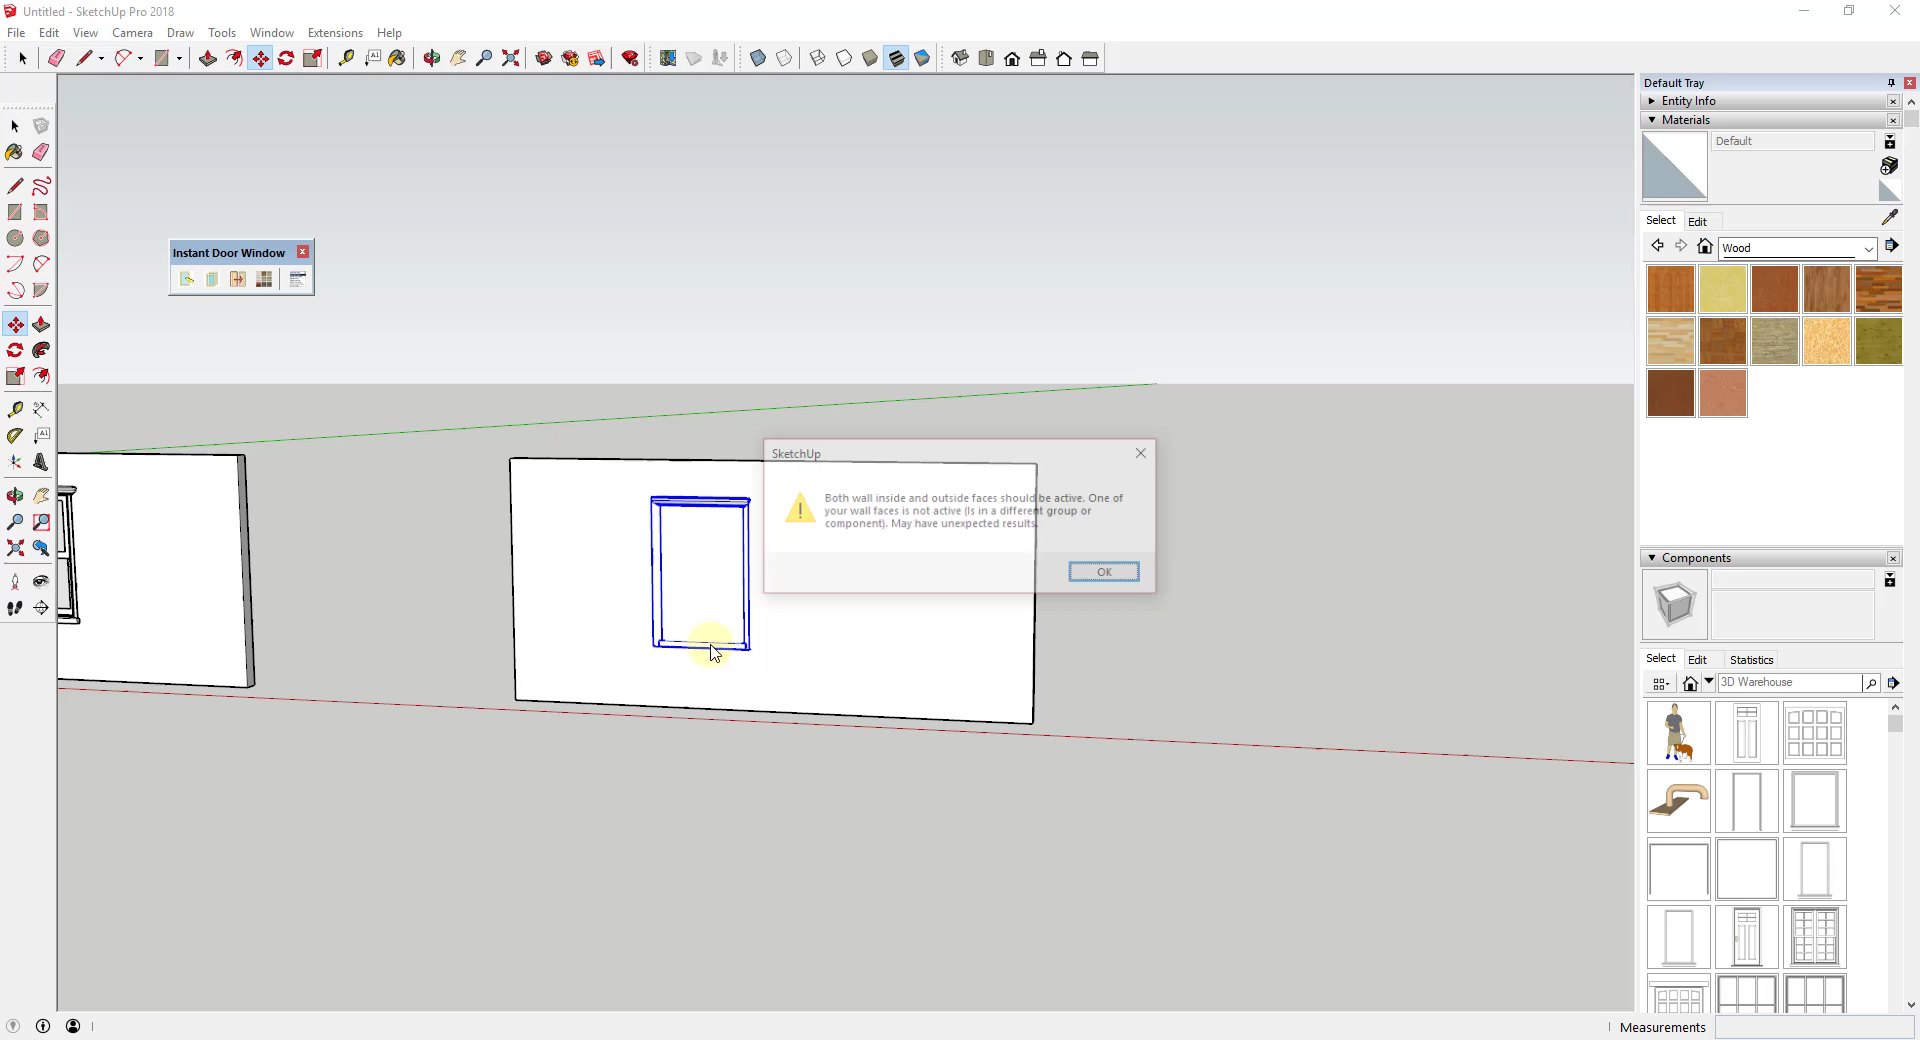 Untitled - SketchUp Pro 2018
File Edit View Camera Draw Tools Window Extensions Help
Default Tray
Entity Info
Materials
Default
Select Edit
Wood
Instant Door Window
SketchUp
Both wall inside and outside faces should be active. One of
your wall faces is not active (Is in a different group or
component). May have unexpected results.
OK
Components
Select Edit Statistics
3D Warehouse
Measurements